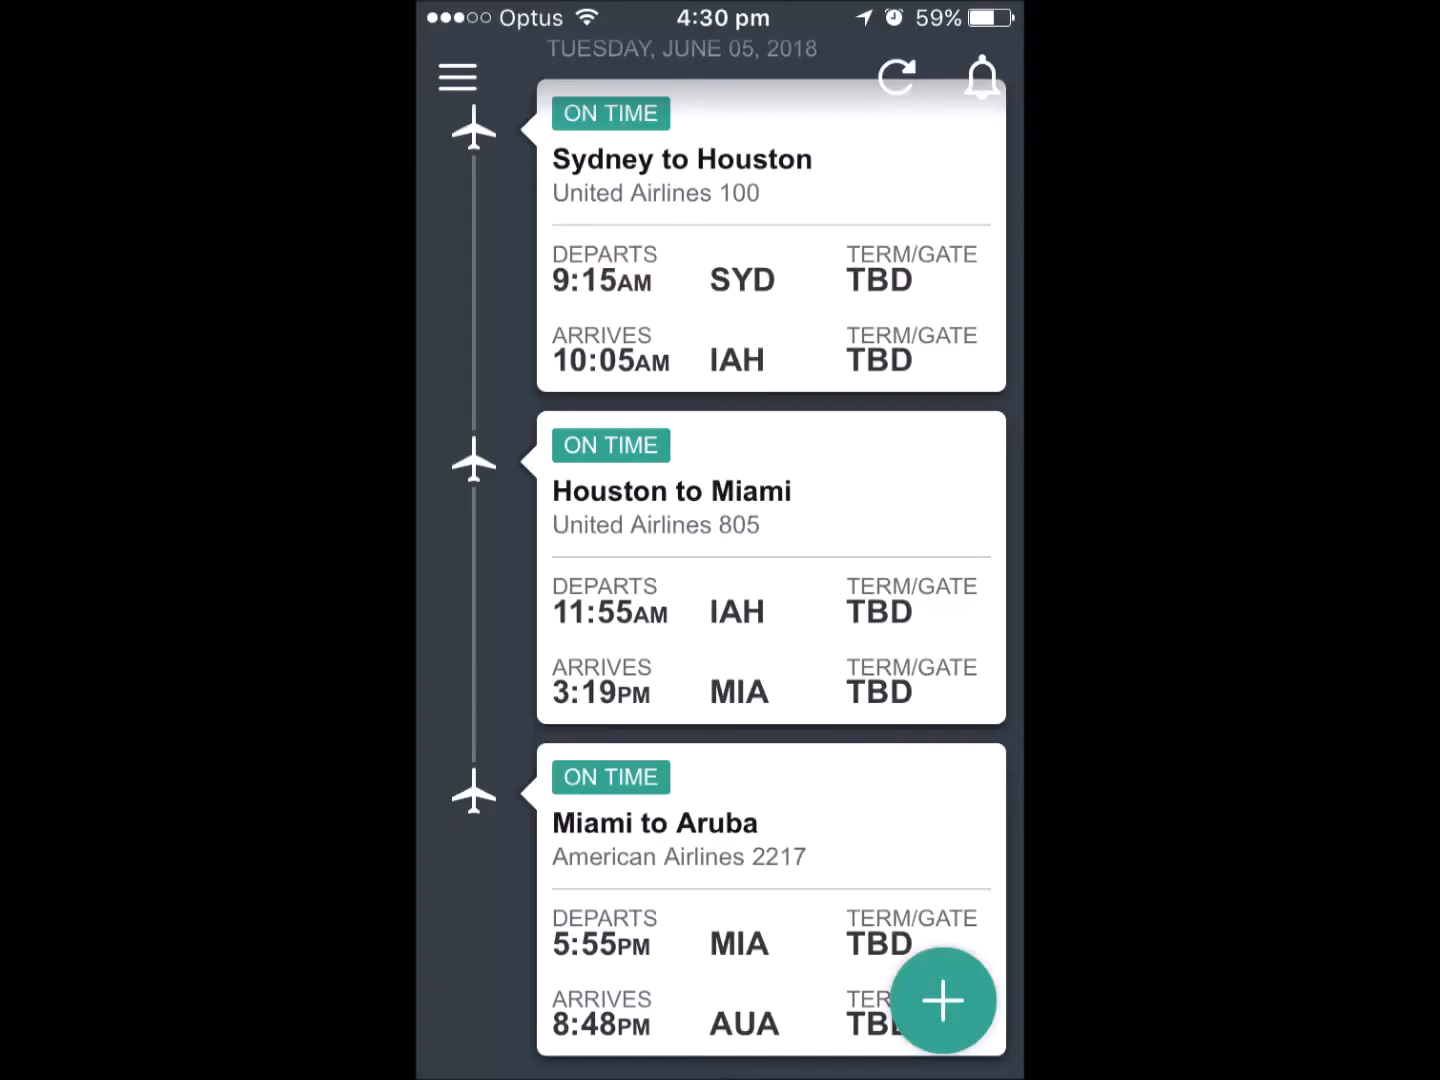 Optus 4:30 pm 59%
TUESDAY, JUNE 05, 2018
ON TIME
Sydney to Houston
United Airlines 100
DEPARTS TERM/GATE
9:15AM SYD TBD
ARRIVES TERM/GATE
10:05AM IAH TBD
ON TIME
Houston to Miami
United Airlines 805
DEPARTS TERM/GATE
11:55AM IAH TBD
ARRIVES TERM/GATE
3:19PM MIA TBD
ON TIME
Miami to Aruba
American Airlines 2217
DEPARTS TERM/GATE
5:55PM MIA TBD
ARRIVES
8:48PM AUA